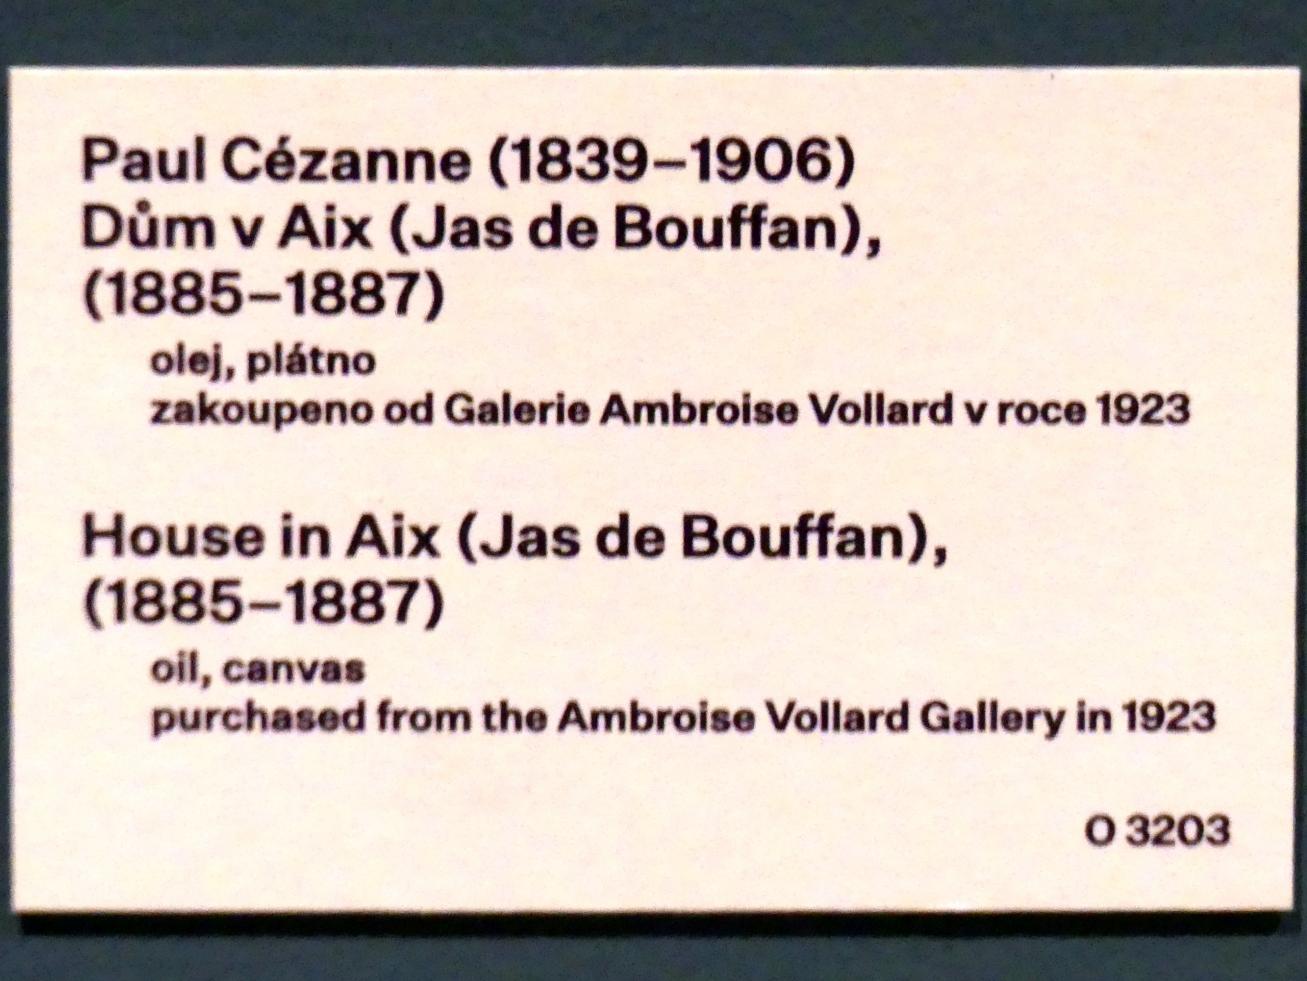 Paul Cézanne (1839–1906)
Dům v Aix (Jas de Bouffan),
(1885–1887)
olej, plátno
zakoupeno od Galerie Ambroise Vollard v roce 1923
House in Aix (Jas de Bouffan),
(1885–1887)
oil, canvas
purchased from the Ambroise Vollard Gallery in 1923
O 3203